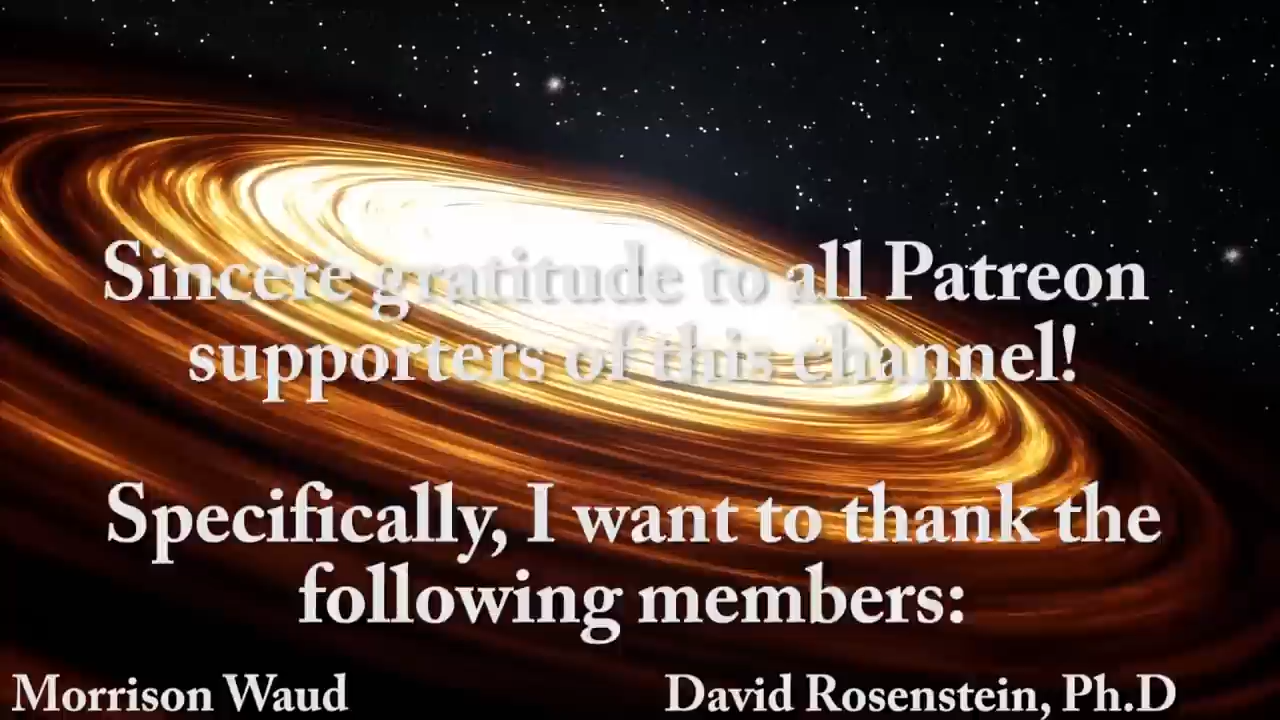 Sincere gratitude to all Patreon
supporters of this channel!
Specifically, I want to thank the
following members:
Morrison Waud
David Rosenstein, Ph.D